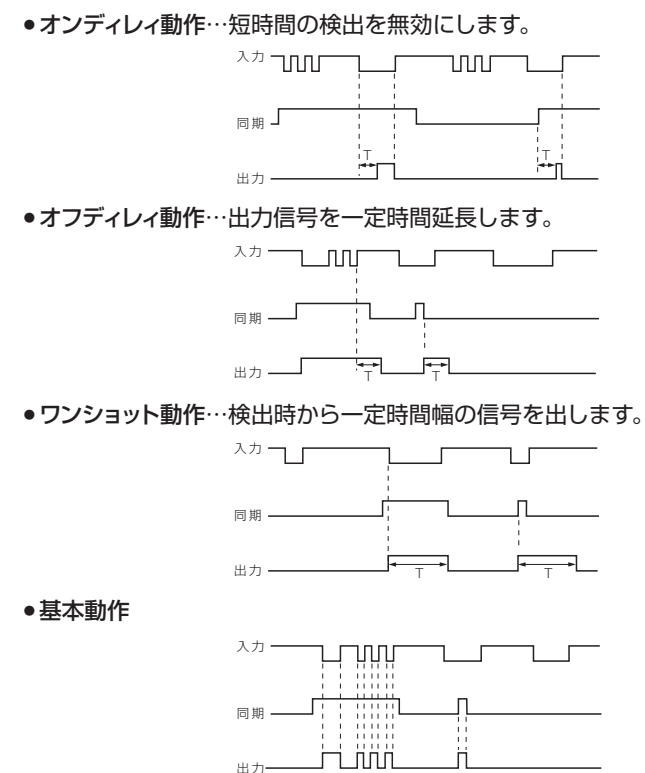 ●オンディレィ動作…短時間の検出を無効にします。
入力
同期
T
T
出力
●オフディレィ動作…出力信号を一定時間延長します。
入力
同期
出力
T
T
●ワンショット動作…検出時から一定時間幅の信号を出します。
入力
同期
出力
T
T
●基本動作
入力
同期
出力